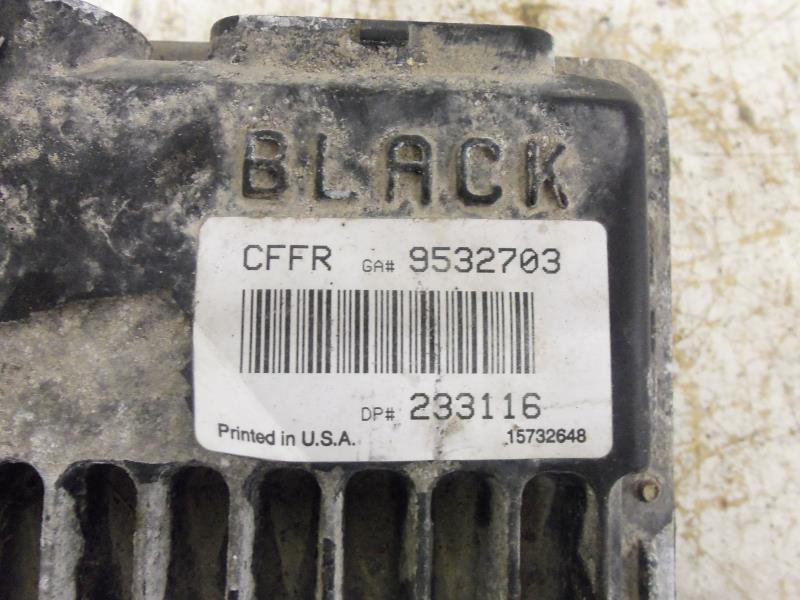 BLACK
CFFR GA# 9532703
DP# 233116
Printed in U.S.A. 15732648